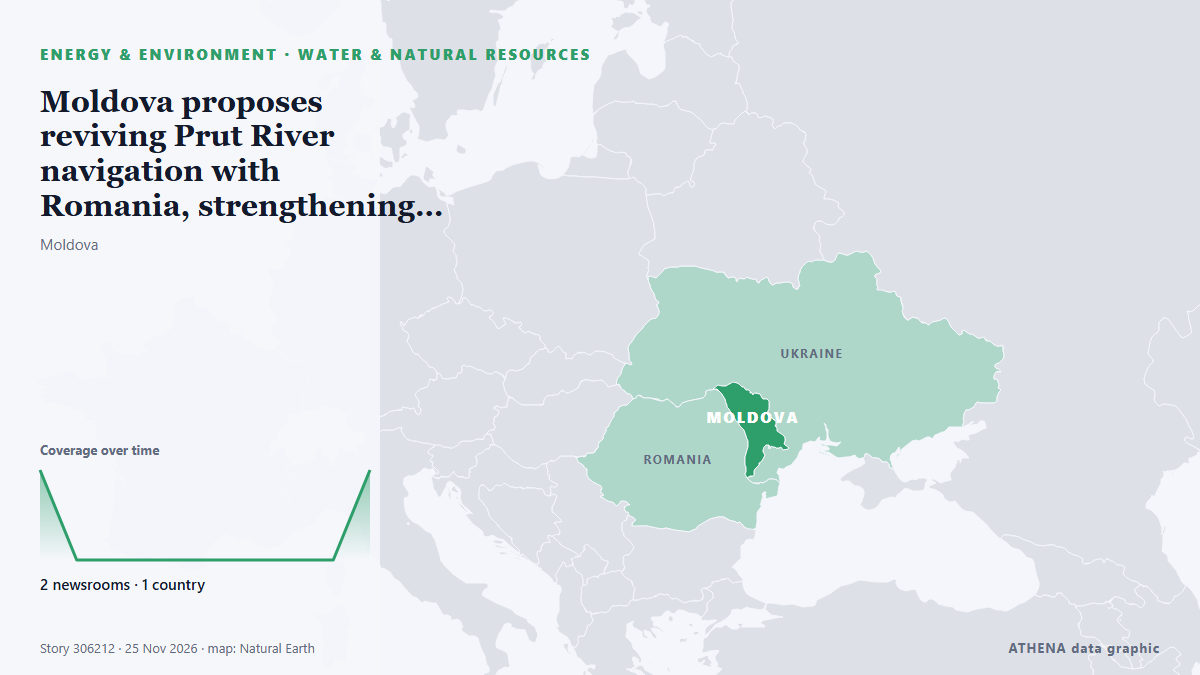 ENERGY & ENVIRONMENT · WATER & NATURAL RESOURCES
Moldova proposes
reviving Prut River
navigation with
Romania, strengthening...
Moldova
UKRAINE
MOLDOVA
ROMANIA
Coverage over time
2 newsrooms · 1 country
Story 306212 · 25 Nov 2026 · map: Natural Earth
ATHENA data graphic